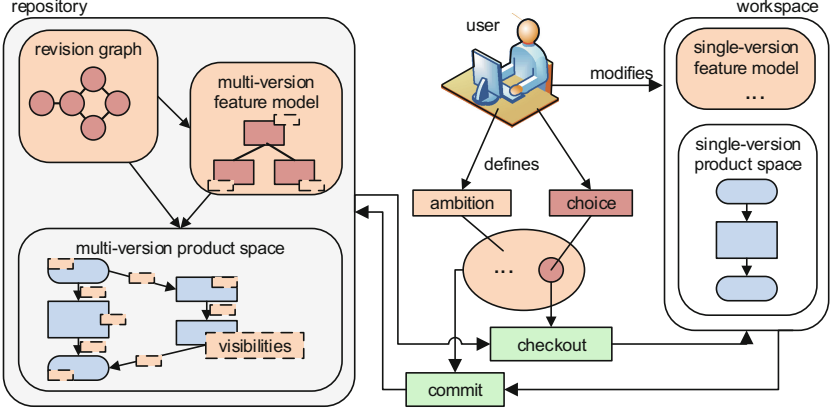 repository
revision graph
multi-version
feature model
multi-version product space
visibilities
user
modifies
defines
ambition
choice
...
checkout
commit
workspace
single-version
feature model
...
single-version
product space